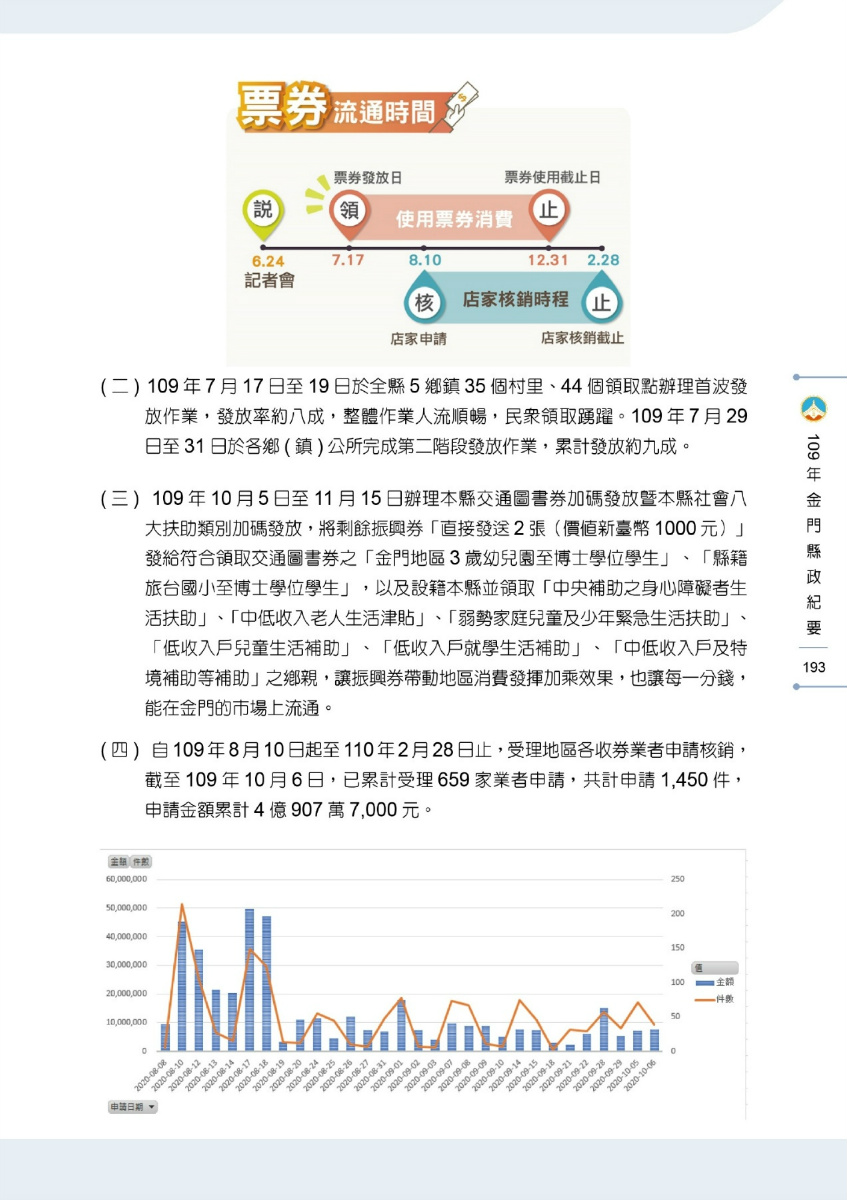 票券流通時間
票券發放日
票券使用截止日
説
領
使用票券消費
止
6.24
7.17
8.10
12.31
2.28
記者會
核
店家核銷時程
止
店家申請
店家核銷截止
(二) 109 年 7 月 17 日至 19 日於全縣 5 鄉鎮 35 個村里、44 個領取點辦理首波發
放作業，發放率約八成，整體作業人流順暢，民衆領取踴躍。109 年 7 月 29
日至 31 日於各鄉 ( 鎮 ) 公所完成第二階段發放作業，累計發放約九成。
(三) 109 年 10 月 5 日至 11 月 15 日辦理本縣交通圖書券加碼發放暨本縣社會八
大扶助類別加碼發放，將剩餘振興券「直接發送 2 張（價值新臺幣 1000 元）」
發給符合領取交通圖書券之「金門地區 3 歲幼兒園至博士學位學生」、「縣籍
旅台國小至博士學位學生」，以及設籍本縣並領取「中央補助之身心障礙者生
活扶助」、「中低收入老人生活津貼」、「弱勢家庭兒童及少年緊急生活扶助」、
「低收入戶兒童生活補助」、「低收入戶就學生活補助」、「中低收入戶及特
境補助等補助」之鄉親，讓振興券帶動地區消費發揮加乘效果，也讓每一分錢，
能在金門的市場上流通。
(四) 自 109 年 8 月 10 日起至 110 年 2 月 28 日止，受理地區各收券業者申請核銷，
截至 109 年 10 月 6 日，已累計受理 659 家業者申請，共計申請 1,450 件，
申請金額累計 4 億 907 萬 7,000 元。
109年金門縣政紀要
193
金額 件數
60,000,000
50,000,000
40,000,000
30,000,000
20,000,000
10,000,000
0
250
200
150
100
50
0
值
金額
件數
2020-08-08
2020-08-10
2020-08-12
2020-08-13
2020-08-14
2020-08-17
2020-08-18
2020-08-19
2020-08-20
2020-08-24
2020-08-25
2020-08-26
2020-08-27
2020-08-31
2020-09-01
2020-09-02
2020-09-03
2020-09-07
2020-09-08
2020-09-09
2020-09-10
2020-09-14
2020-09-15
2020-09-18
2020-09-21
2020-09-22
2020-09-28
2020-09-29
2020-10-05
2020-10-06
申請日期